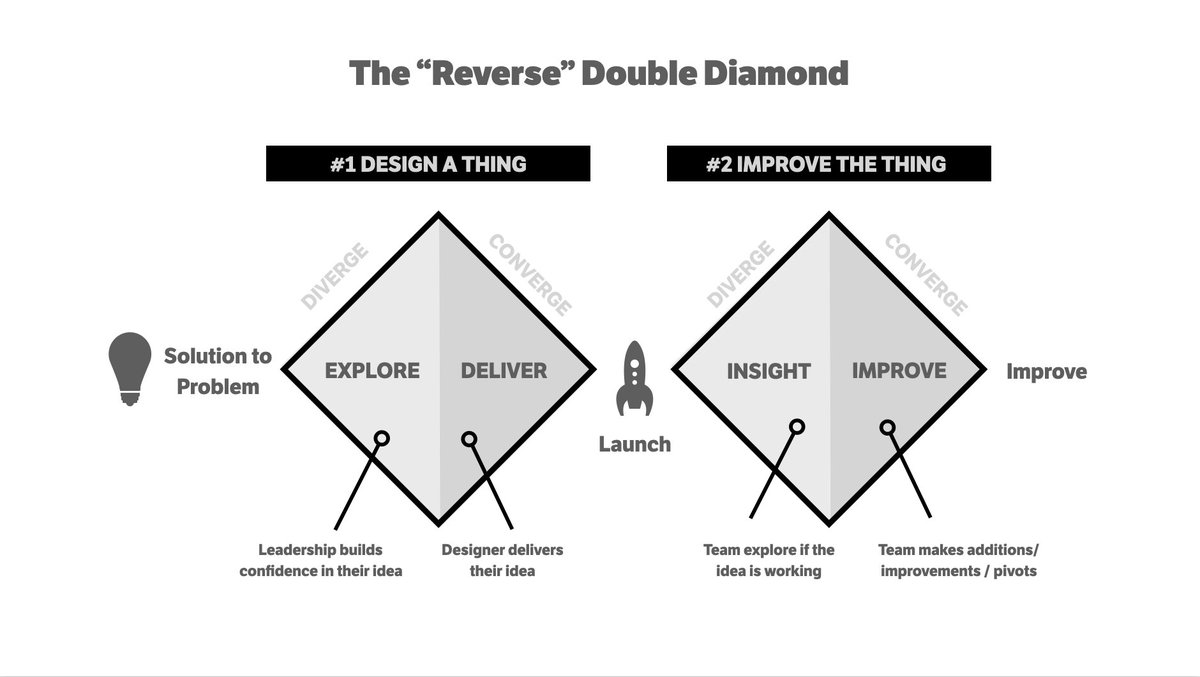 The “Reverse” Double Diamond
#1 DESIGN A THING
#2 IMPROVE THE THING
DIVERGE
CONVERGE
DIVERGE
CONVERGE
Solution to
Problem
EXPLORE
DELIVER
Launch
INSIGHT
IMPROVE
Improve
Leadership builds
confidence in their idea
Designer delivers
their idea
Team explore if the
idea is working
Team makes additions/
improvements / pivots